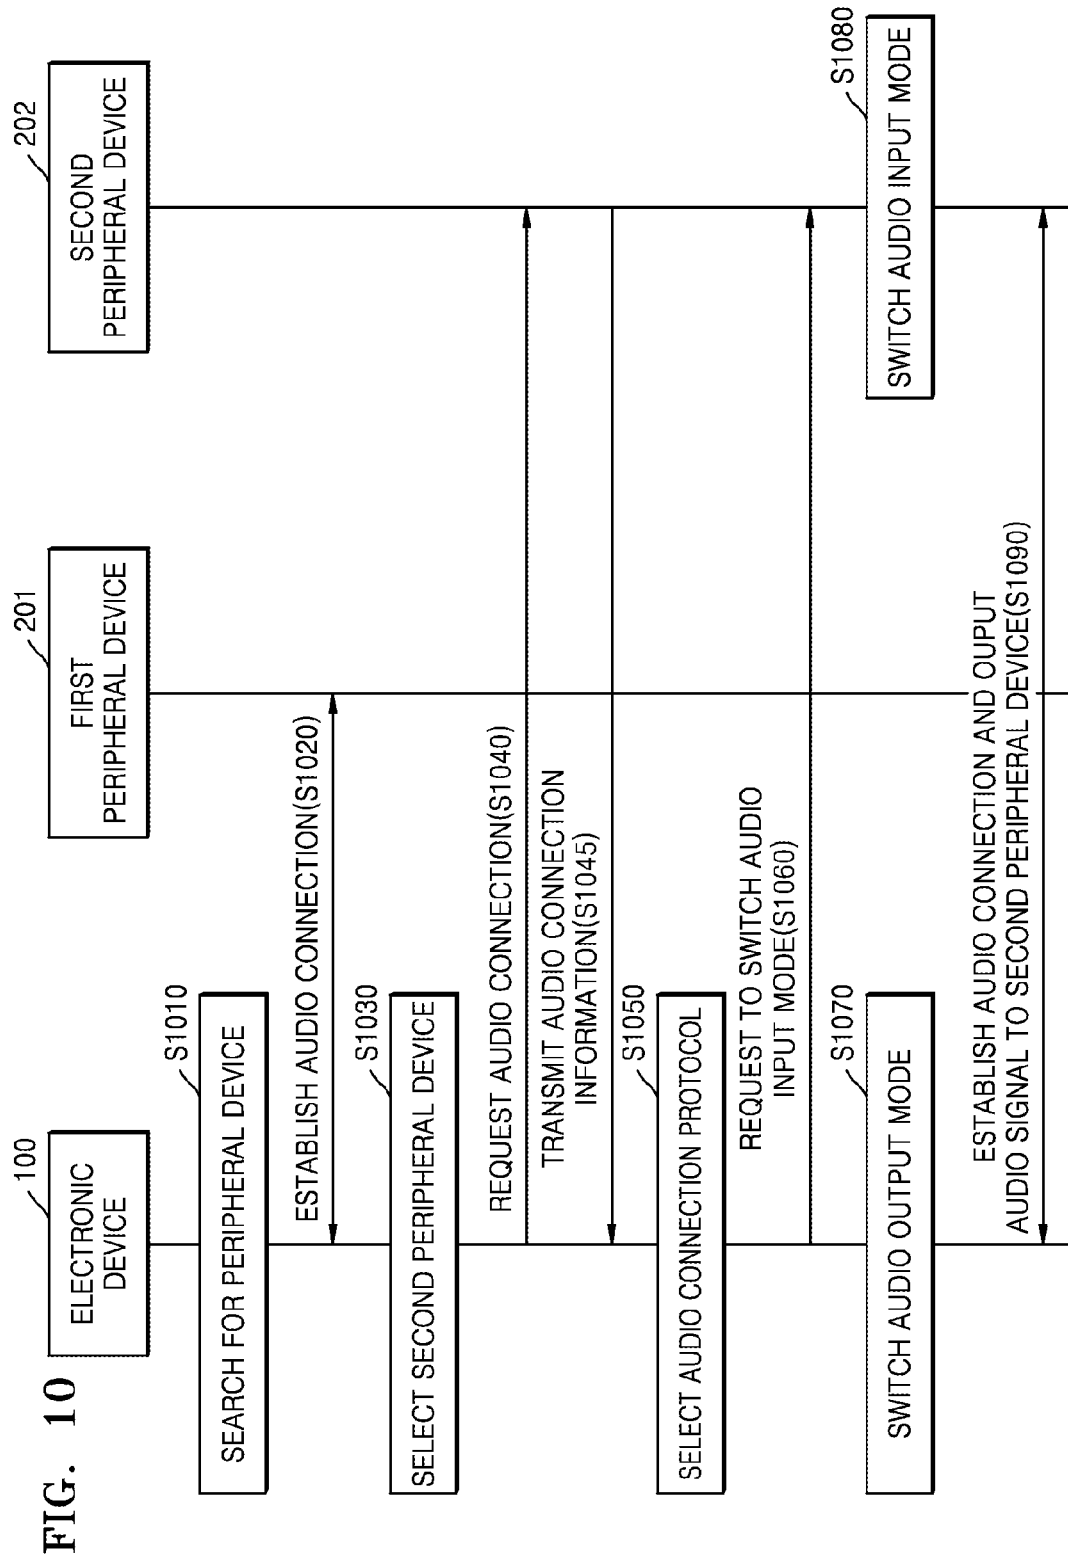 FIG. 10
100
ELECTRONIC
DEVICE
201
FIRST
PERIPHERAL DEVICE
202
SECOND
PERIPHERAL DEVICE
S1010
SEARCH FOR PERIPHERAL DEVICE
ESTABLISH AUDIO CONNECTION(S1020)
S1030
SELECT SECOND PERIPHERAL DEVICE
REQUEST AUDIO CONNECTION(S1040)
TRANSMIT AUDIO CONNECTION
INFORMATION(S1045)
S1050
SELECT AUDIO CONNECTION PROTOCOL
REQUEST TO SWITCH AUDIO
INPUT MODE(S1060)
S1070
SWITCH AUDIO OUTPUT MODE
S1080
SWITCH AUDIO INPUT MODE
ESTABLISH AUDIO CONNECTION AND OUPUT
AUDIO SIGNAL TO SECOND PERIPHERAL DEVICE(S1090)